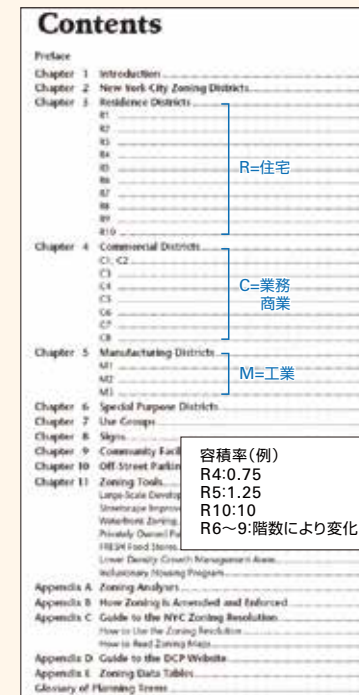 Contents
Preface
Chapter 1 Introduction
Chapter 2 New York City Zoning Districts
Chapter 3 Residence Districts
R1
R2
R3
R4
R5
R6
R7
R8
R9
R10
R=住宅
Chapter 4 Commercial Districts
C1, C2
C3
C4
C5
C6
C7
C8
C=業務
商業
Chapter 5 Manufacturing Districts
M1
M2
M3
M=工業
Chapter 6 Special Purpose Districts
Chapter 7 Use Groups
Chapter 8 Signs
Chapter 9 Community Facil
Chapter 10 Off-Street Parkin
Chapter 11 Zoning Tools
Large-Scale Develop
Streetscape Improv
Waterfront Zoning
Privately Owned Pu
FRESH Food Stores
Lower Density Growth Management Areas
Inclusionary Housing Program
容積率(例)
R4:0.75
R5:1.25
R10:10
R6〜9:階数により変化
Appendix A Zoning Analyses
Appendix B How Zoning Is Amended and Enforced
Appendix C Guide to the NYC Zoning Resolution
How to Use the Zoning Resolution
How to Read Zoning Maps
Appendix D Guide to the DCP Website
Appendix E Zoning Data Tables
Glossary of Planning Terms